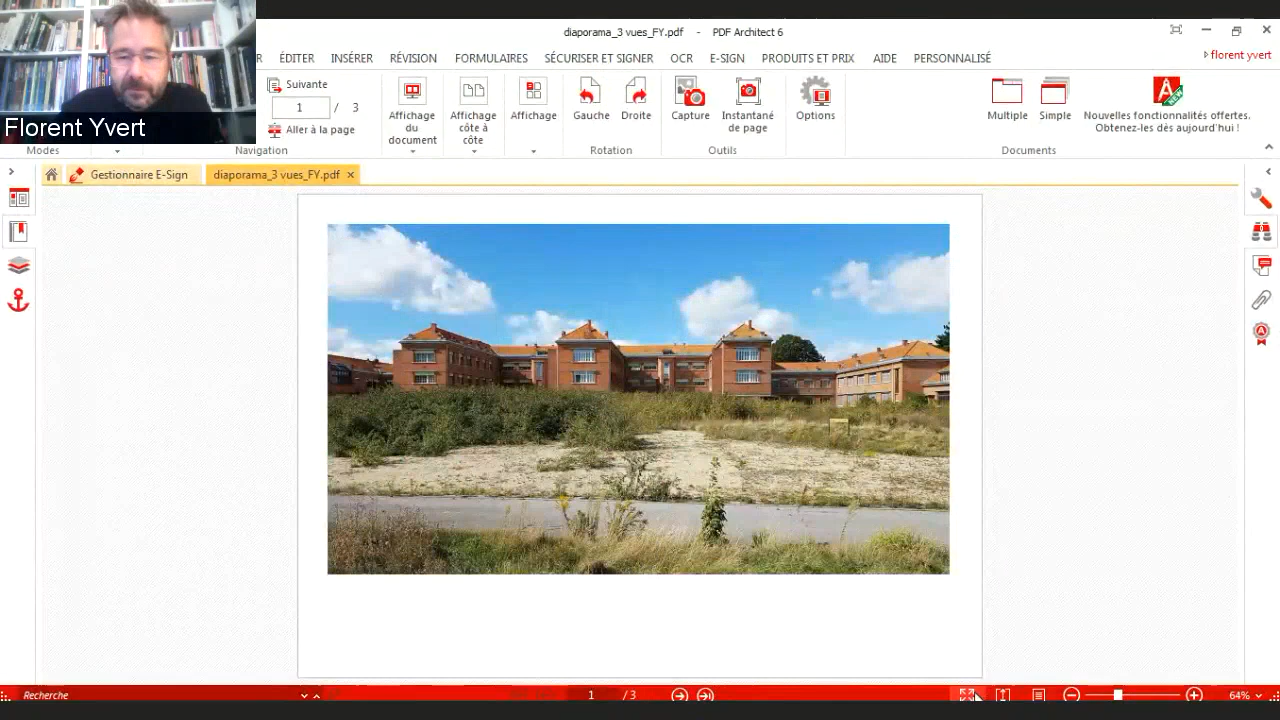 diaporama_3 vues_FY.pdf - PDF Architect 6
florent yvert
R ÉDITER INSÉRER RÉVISION FORMULAIRES SÉCURISER ET SIGNER OCR E-SIGN PRODUITS ET PRIX AIDE PERSONNALISÉ
Suivante
1 / 3
Aller à la page
Affichage du document
Affichage côte à côte
Affichage
Gauche Droite
Capture Instantané de page
Options
Multiple Simple
Nouvelles fonctionnalités offertes.
Obtenez-les dès aujourd'hui !
Florent Yvert
Modes Navigation Rotation Outils Documents
Gestionnaire E-Sign diaporama_3 vues_FY.pdf
Recherche 1 / 3 64%